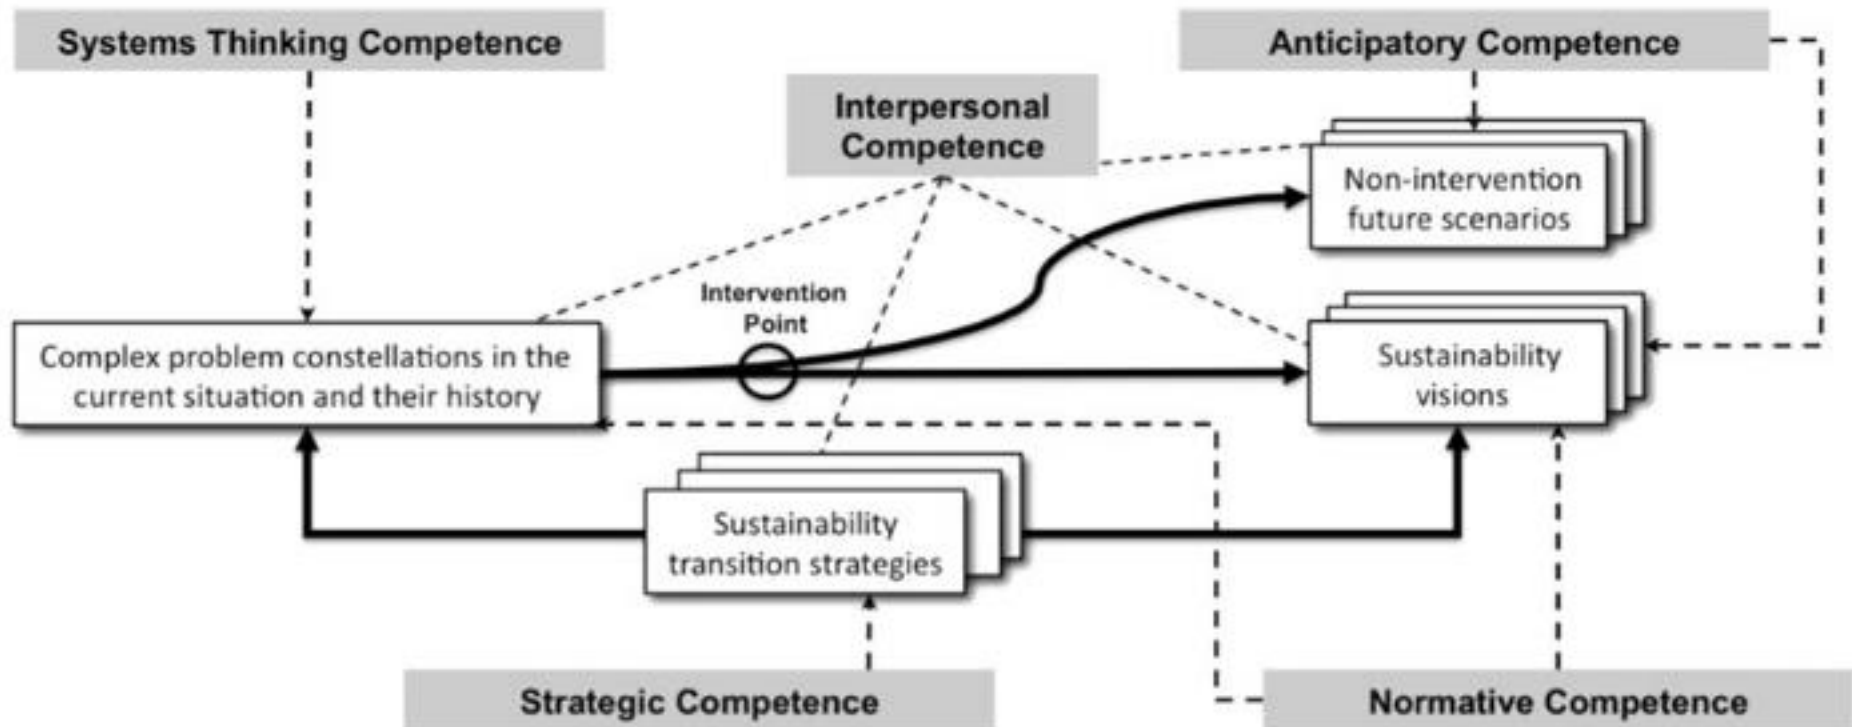 Systems Thinking Competence
Anticipatory Competence
Interpersonal
Competence
Non-intervention
future scenarios
Intervention
Point
Complex problem constellations in the
current situation and their history
Sustainability
visions
Sustainability
transition strategies
Strategic Competence
Normative Competence